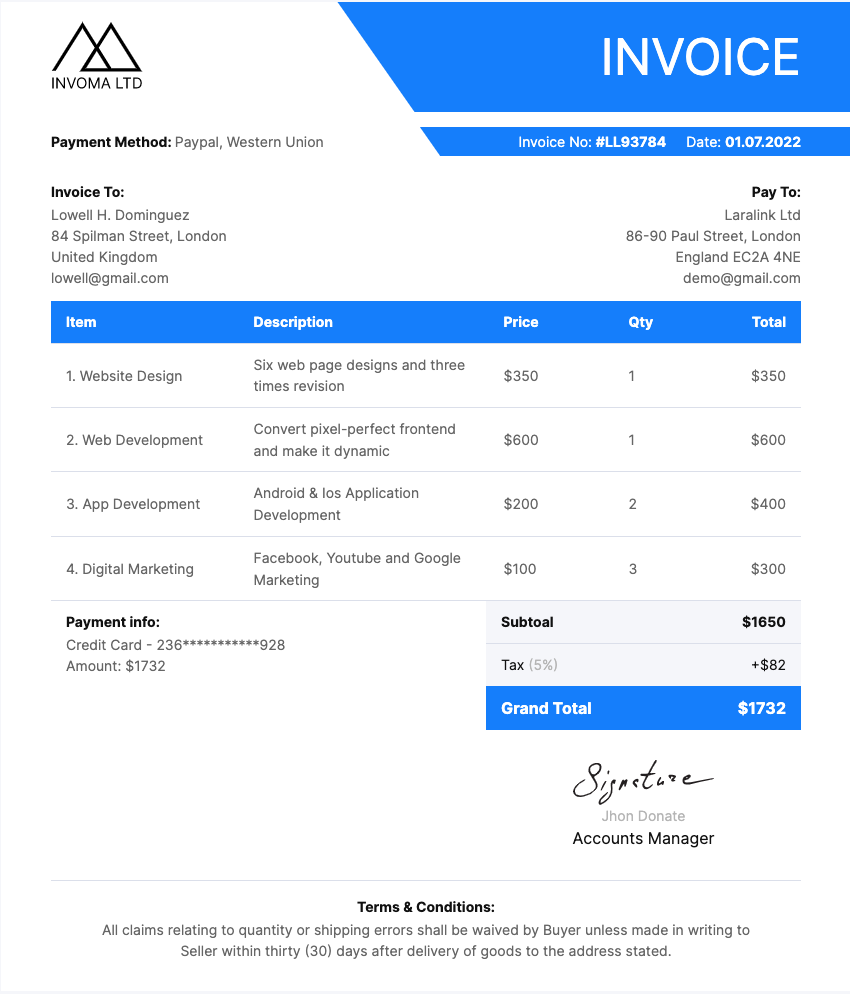 INVOMA LTD
INVOICE
Payment Method: Paypal, Western Union
Invoice No: #LL93784 Date: 01.07.2022
Invoice To:
Lowell H. Dominguez
84 Spilman Street, London
United Kingdom
lowell@gmail.com
Pay To:
Laralink Ltd
86-90 Paul Street, London
England EC2A 4NE
demo@gmail.com
Item Description Price Qty Total
1. Website Design Six web page designs and three times revision $350 1 $350
2. Web Development Convert pixel-perfect frontend and make it dynamic $600 1 $600
3. App Development Android & Ios Application Development $200 2 $400
4. Digital Marketing Facebook, Youtube and Google Marketing $100 3 $300
Payment info:
Credit Card - 236***********928
Amount: $1732
Subtoal $1650
Tax (5%) +$82
Grand Total $1732
Signature
Jhon Donate
Accounts Manager
Terms & Conditions:
All claims relating to quantity or shipping errors shall be waived by Buyer unless made in writing to
Seller within thirty (30) days after delivery of goods to the address stated.